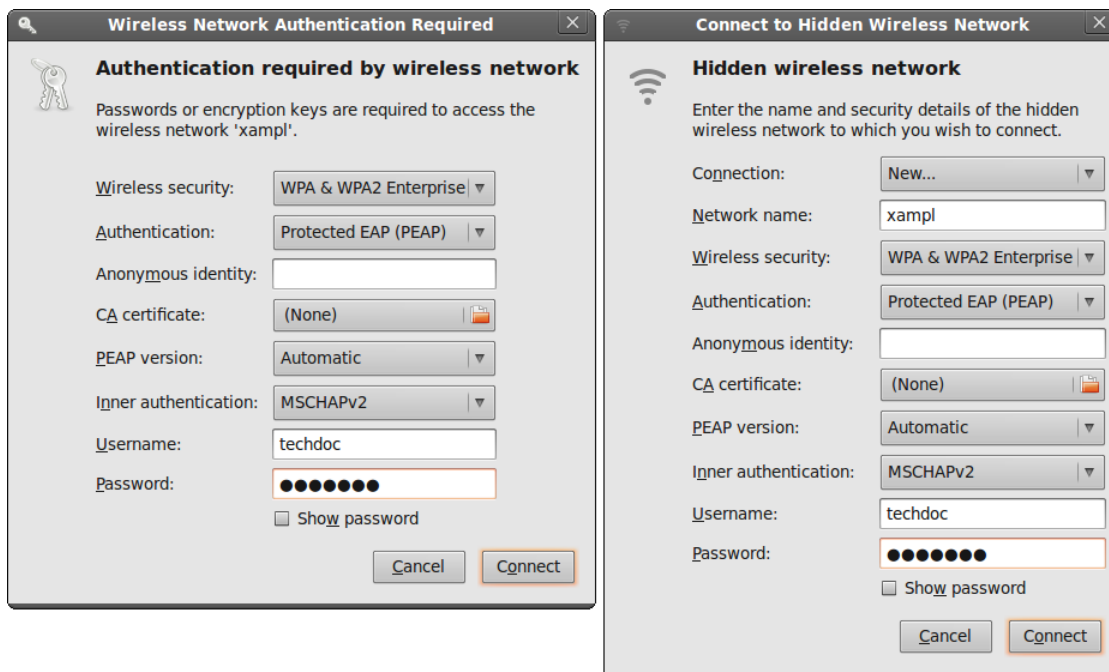 Wireless Network Authentication Required
Authentication required by wireless network
Passwords or encryption keys are required to access the
wireless network 'xampl'.
Wireless security: WPA & WPA2 Enterprise
Authentication: Protected EAP (PEAP)
Anonymous identity:
CA certificate: (None)
PEAP version: Automatic
Inner authentication: MSCHAPv2
Username: techdoc
Password: ●●●●●●●
Show password
Cancel Connect
Connect to Hidden Wireless Network
Hidden wireless network
Enter the name and security details of the hidden
wireless network to which you wish to connect.
Connection: New...
Network name: xampl
Wireless security: WPA & WPA2 Enterprise
Authentication: Protected EAP (PEAP)
Anonymous identity:
CA certificate: (None)
PEAP version: Automatic
Inner authentication: MSCHAPv2
Username: techdoc
Password: ●●●●●●●
Show password
Cancel Connect